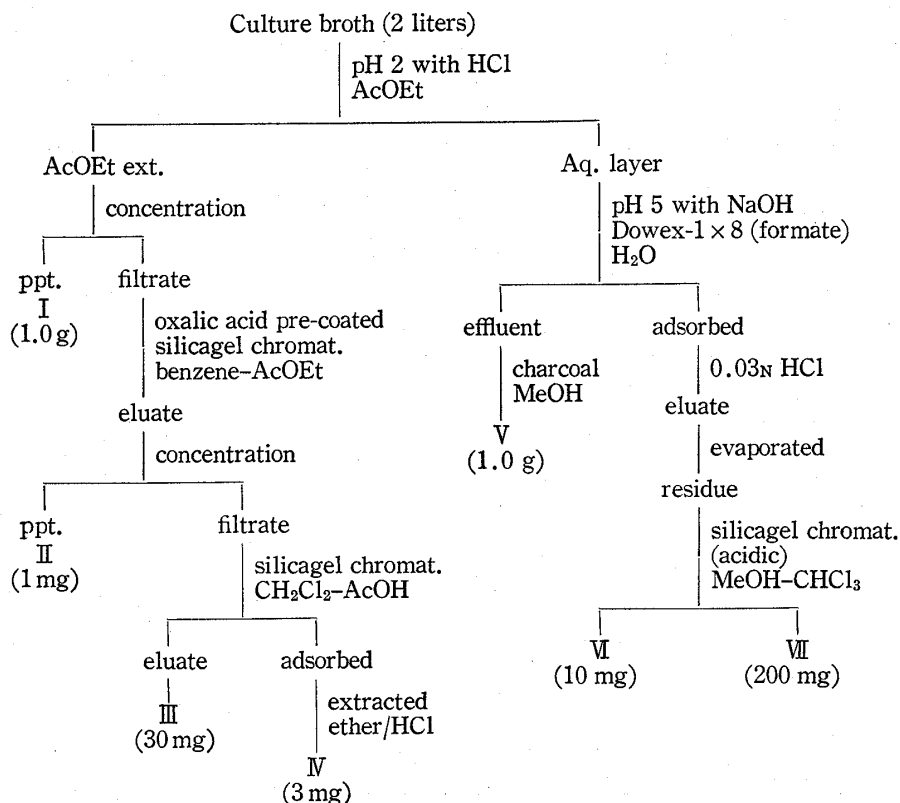 Culture broth (2 liters)
pH 2 with HCl
AcOEt
AcOEt ext.
concentration
ppt.
I
(1.0 g)
filtrate
oxalic acid pre-coated
silicagel chromat.
benzene–AcOEt
eluate
concentration
ppt.
II
(1 mg)
filtrate
silicagel chromat.
CH₂Cl₂–AcOH
eluate
III
(30 mg)
adsorbed
extracted
ether/HCl
IV
(3 mg)
Aq. layer
pH 5 with NaOH
Dowex-1 × 8 (formate)
H₂O
effluent
charcoal
MeOH
V
(1.0 g)
adsorbed
0.03N HCl
eluate
evaporated
residue
silicagel chromat.
(acidic)
MeOH–CHCl₃
VI
(10 mg)
VII
(200 mg)